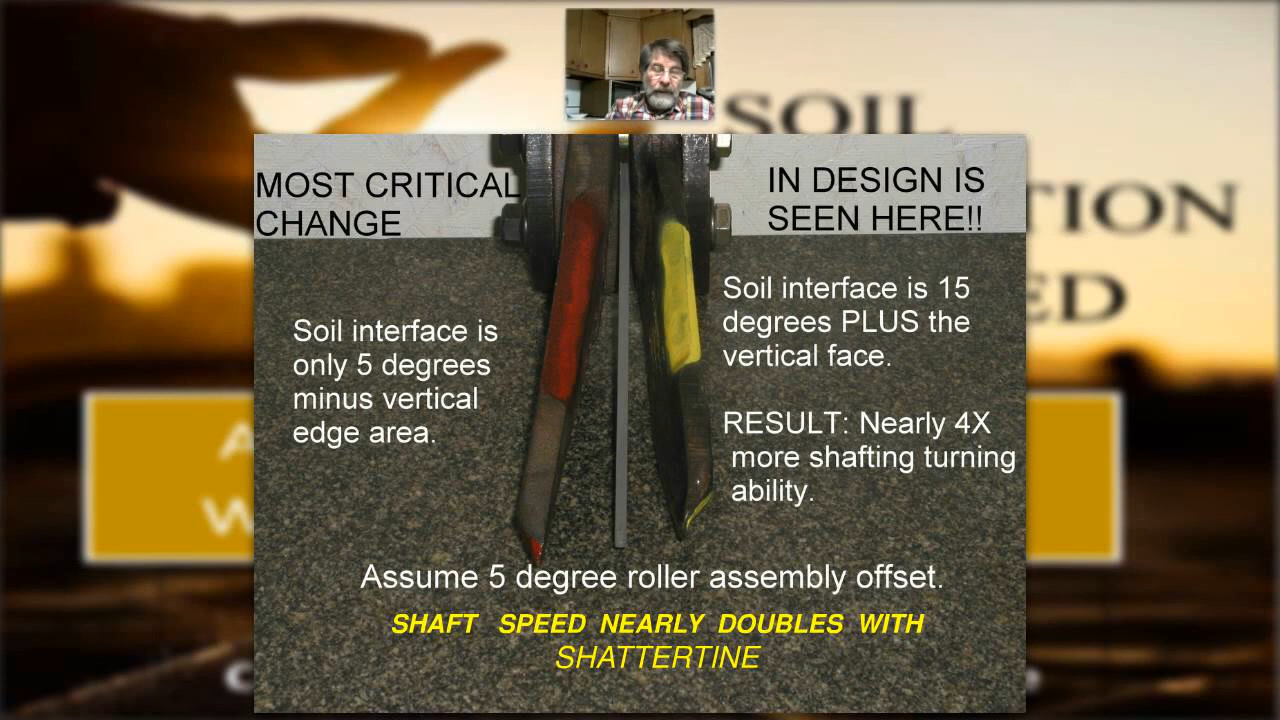 SOIL
MOST CRITICAL
CHANGE
IN DESIGN IS
SEEN HERE!!
Soil interface is
only 5 degrees
minus vertical
edge area.
Soil interface is 15
degrees PLUS the
vertical face.
RESULT: Nearly 4X
more shafting turning
ability.
Assume 5 degree roller assembly offset.
SHAFT SPEED NEARLY DOUBLES WITH
SHATTERTINE